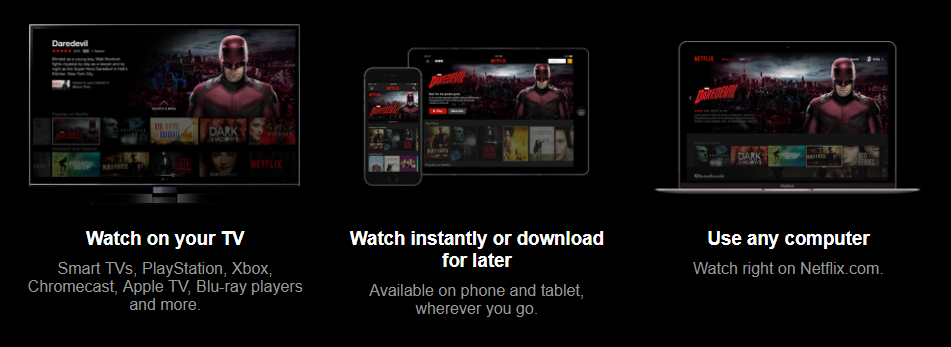 Daredevil
NETFLIX
NETFLIX
DAREDEVIL
NETFLIX
DAREDEVIL
Watch on your TV
Smart TVs, PlayStation, Xbox,
Chromecast, Apple TV, Blu-ray players
and more.
Watch instantly or download
for later
Available on phone and tablet,
wherever you go.
Use any computer
Watch right on Netflix.com.